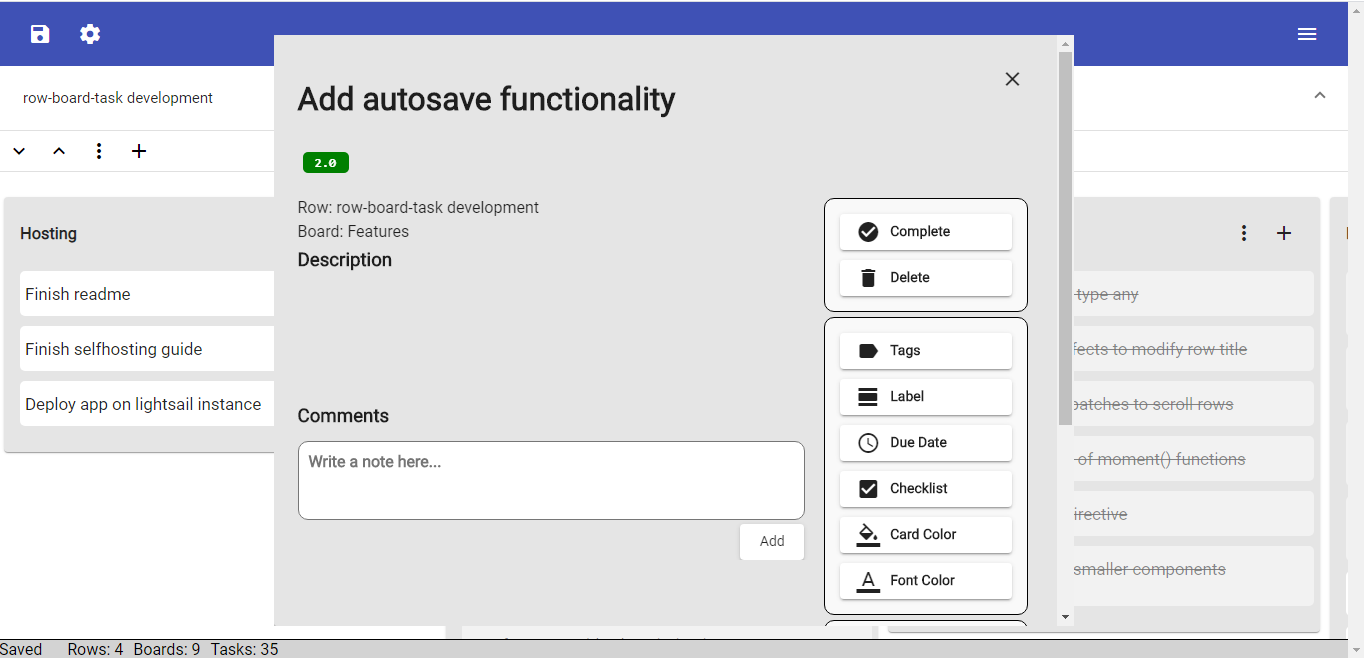 row-board-task development
Add autosave functionality
2.0
Row: row-board-task development
Board: Features
Description
Comments
Write a note here...
Add
Complete
Delete
Tags
Label
Due Date
Checklist
Card Color
Font Color
Hosting
Finish readme
Finish selfhosting guide
Deploy app on lightsail instance
type any
fects to modify row title
patches to scroll rows
of moment() functions
irective
smaller components
Saved Rows: 4 Boards: 9 Tasks: 35